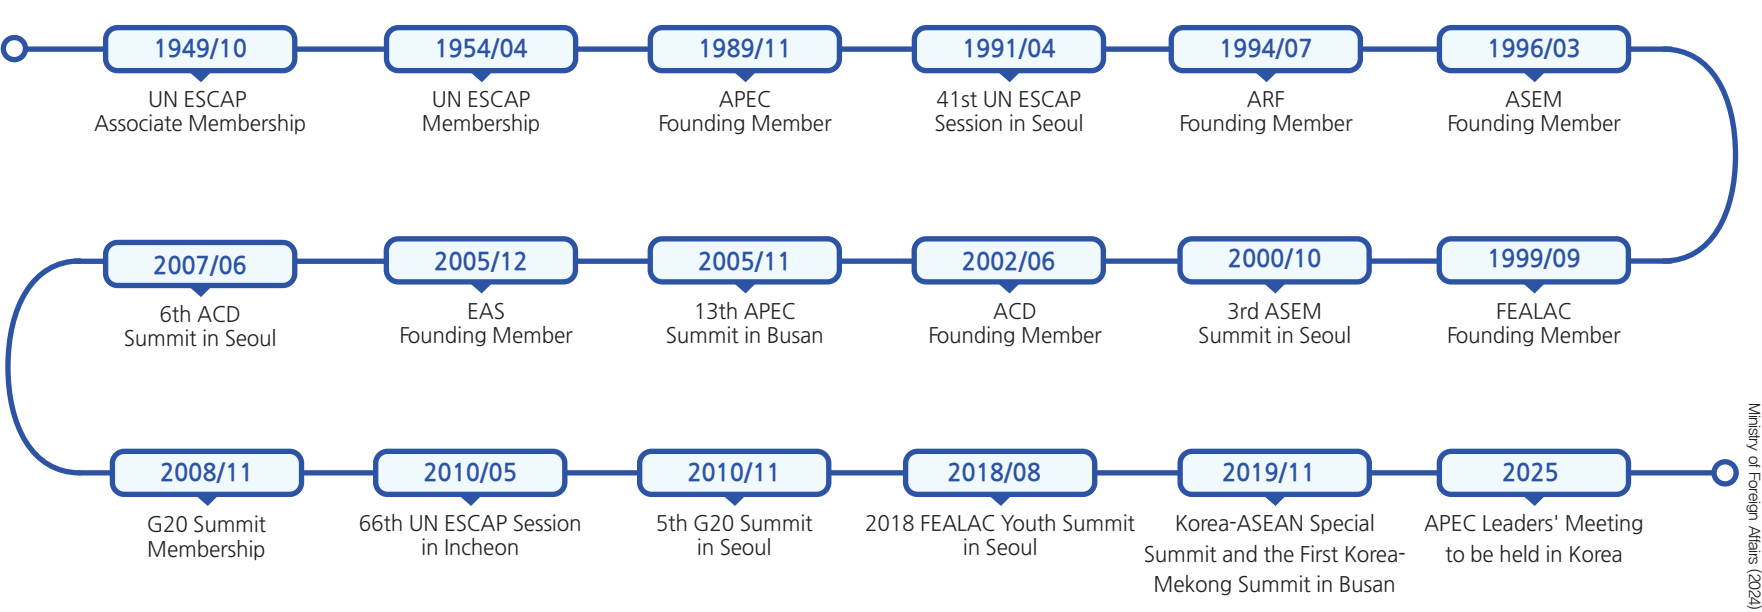 1949/10
UN ESCAP
Associate Membership
1954/04
UN ESCAP
Membership
1989/11
APEC
Founding Member
1991/04
41st UN ESCAP
Session in Seoul
1994/07
ARF
Founding Member
1996/03
ASEM
Founding Member
1999/09
FEALAC
Founding Member
2000/10
3rd ASEM
Summit in Seoul
2002/06
ACD
Founding Member
2005/11
13th APEC
Summit in Busan
2005/12
EAS
Founding Member
2007/06
6th ACD
Summit in Seoul
2008/11
G20 Summit
Membership
2010/05
66th UN ESCAP Session
in Incheon
2010/11
5th G20 Summit
in Seoul
2018/08
2018 FEALAC Youth Summit
in Seoul
2019/11
Korea-ASEAN Special
Summit and the First Korea-
Mekong Summit in Busan
2025
APEC Leaders' Meeting
to be held in Korea
Ministry of Foreign Affairs (2024)